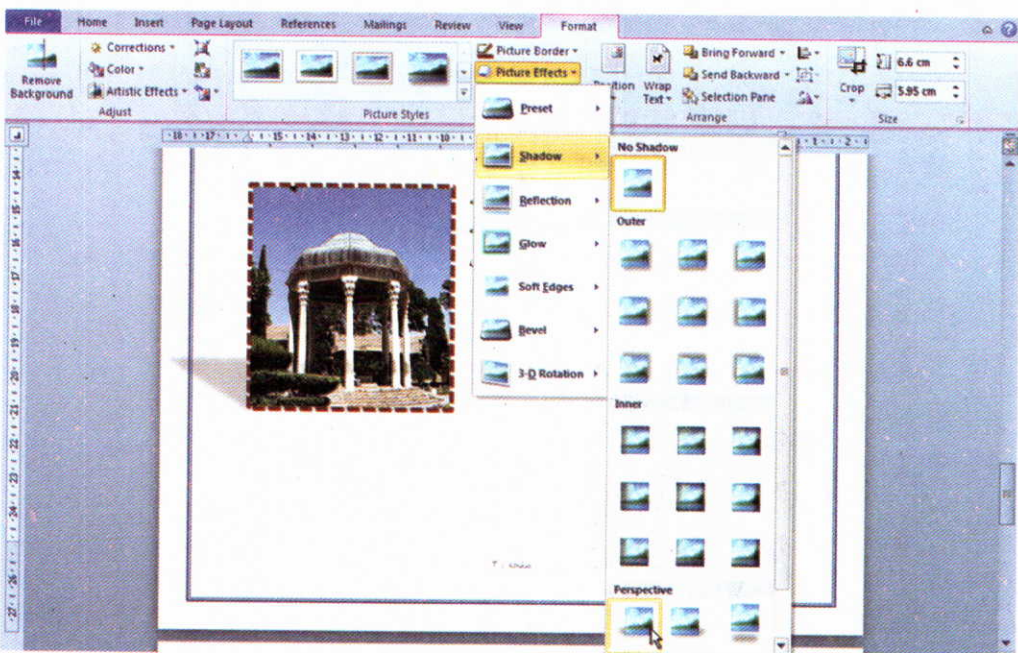 File Home Insert Page Layout References Mailings Review View Format
Corrections
Color
Artistic Effects
Remove
Background
Adjust
Picture Styles
Picture Border
Picture Effects
Wrap
Text
Bring Forward
Send Backward
Selection Pane
Arrange
Crop
6.6 cm
5.95 cm
Size
Preset
Shadow
Reflection
Glow
Soft Edges
Bevel
3-D Rotation
No Shadow
Outer
Inner
Perspective